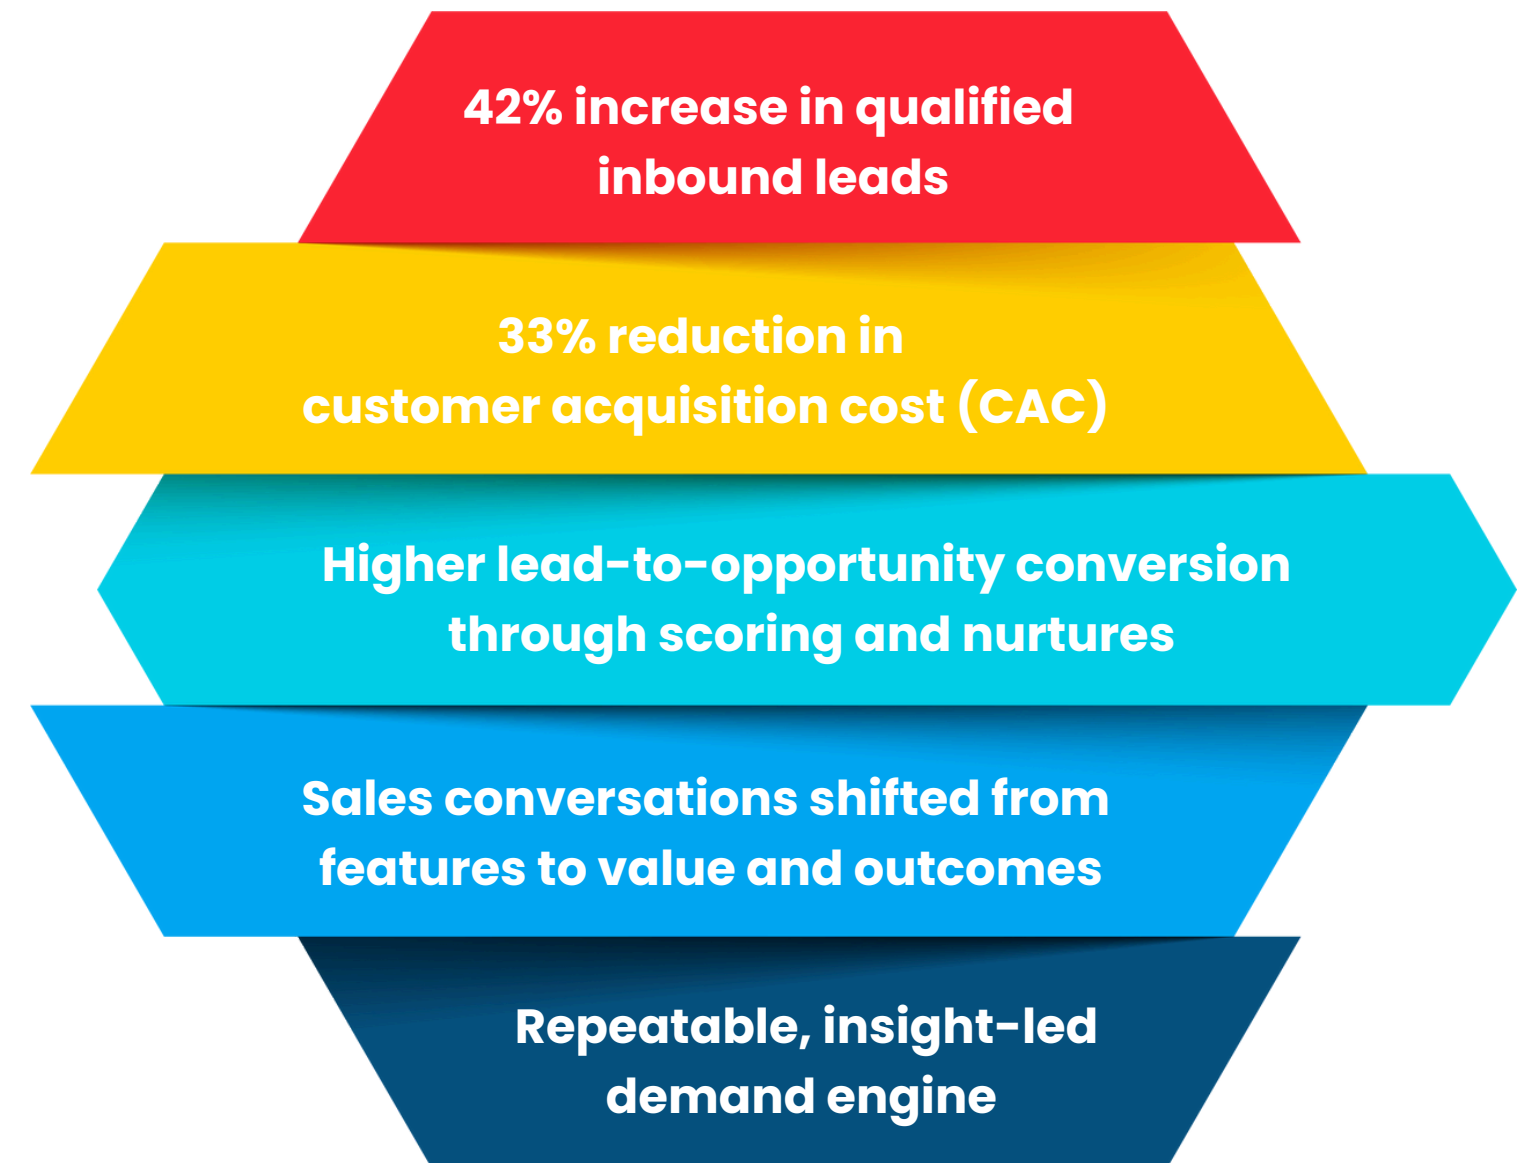 42% increase in qualified
inbound leads
33% reduction in
customer acquisition cost (CAC)
Higher lead-to-opportunity conversion
through scoring and nurtures
Sales conversations shifted from
features to value and outcomes
Repeatable, insight-led
demand engine